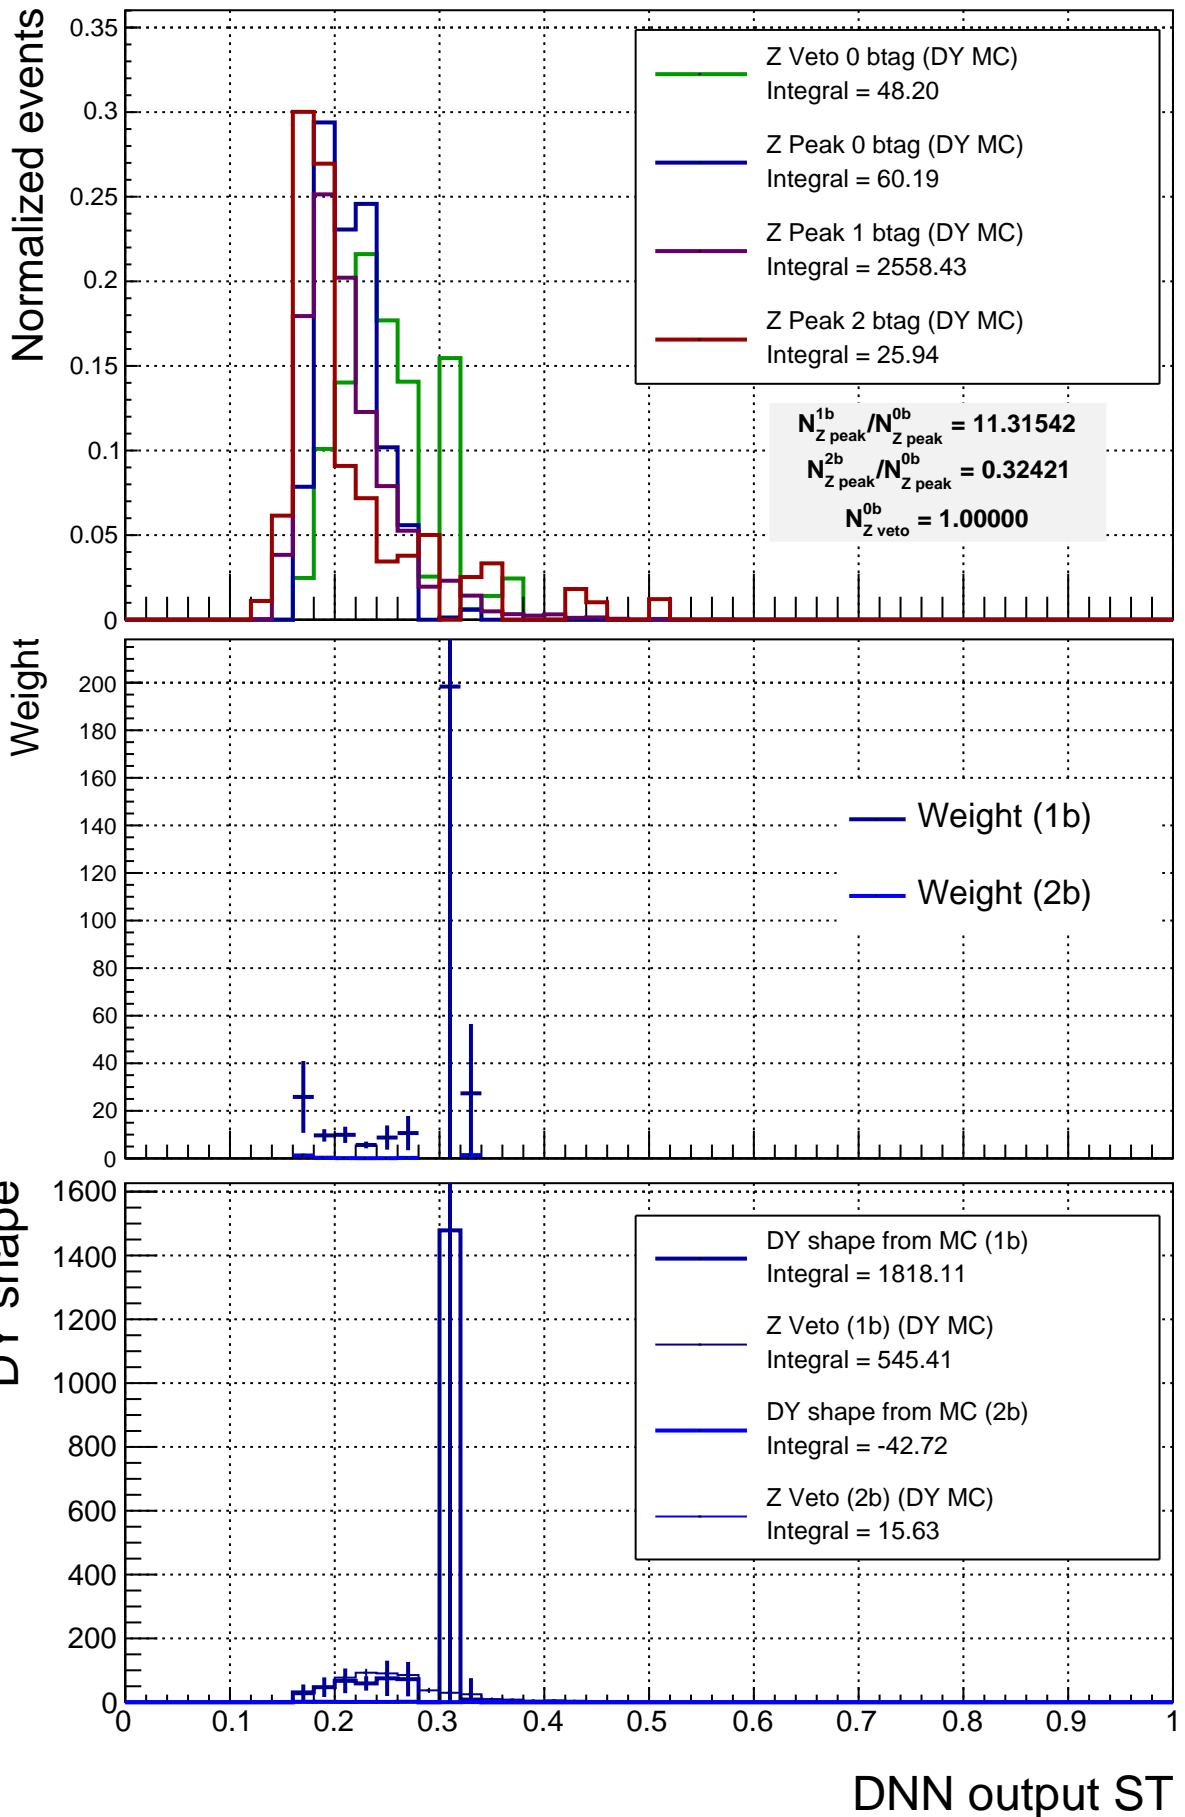 Normalized events
0.35
0.3
0.25
0.2
0.15
0.1
0.05
0
Z Veto 0 btag (DY MC)
Integral = 48.20
Z Peak 0 btag (DY MC)
Integral = 60.19
Z Peak 1 btag (DY MC)
Integral = 2558.43
Z Peak 2 btag (DY MC)
Integral = 25.94
N^{1b}_{Z peak}/N^{0b}_{Z peak} = 11.31542
N^{2b}_{Z peak}/N^{0b}_{Z peak} = 0.32421
N^{0b}_{Z veto} = 1.00000
Weight
200
180
160
140
120
100
80
60
40
20
0
Weight (1b)
Weight (2b)
DY shape
1600
1400
1000
800
600
400
200
0
1200
DY shape from MC (1b)
Integral = 1818.11
Z Veto (1b) (DY MC)
Integral = 545.41
DY shape from MC (2b)
Integral = -42.72
Z Veto (2b) (DY MC)
Integral = 15.63
0 0.1 0.2 0.3 0.4 0.5 0.6 0.7 0.8 0.9 1
DNN output ST